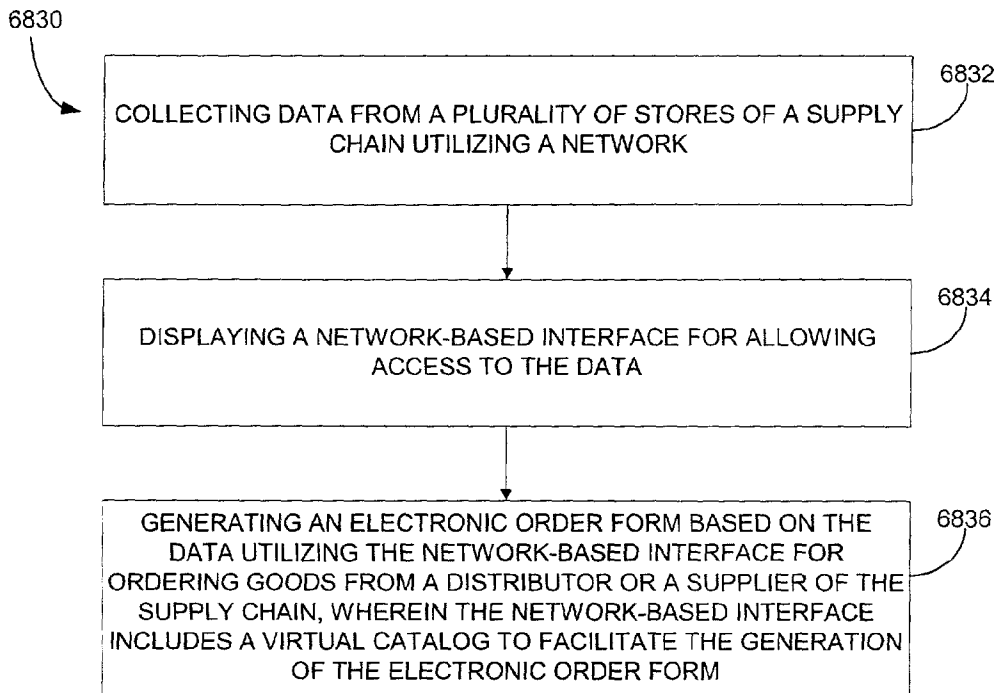 6830
6832
COLLECTING DATA FROM A PLURALITY OF STORES OF A SUPPLY
CHAIN UTILIZING A NETWORK
6834
DISPLAYING A NETWORK-BASED INTERFACE FOR ALLOWING
ACCESS TO THE DATA
6836
GENERATING AN ELECTRONIC ORDER FORM BASED ON THE
DATA UTILIZING THE NETWORK-BASED INTERFACE FOR
ORDERING GOODS FROM A DISTRIBUTOR OR A SUPPLIER OF THE
SUPPLY CHAIN, WHEREIN THE NETWORK-BASED INTERFACE
INCLUDES A VIRTUAL CATALOG TO FACILITATE THE GENERATION
OF THE ELECTRONIC ORDER FORM